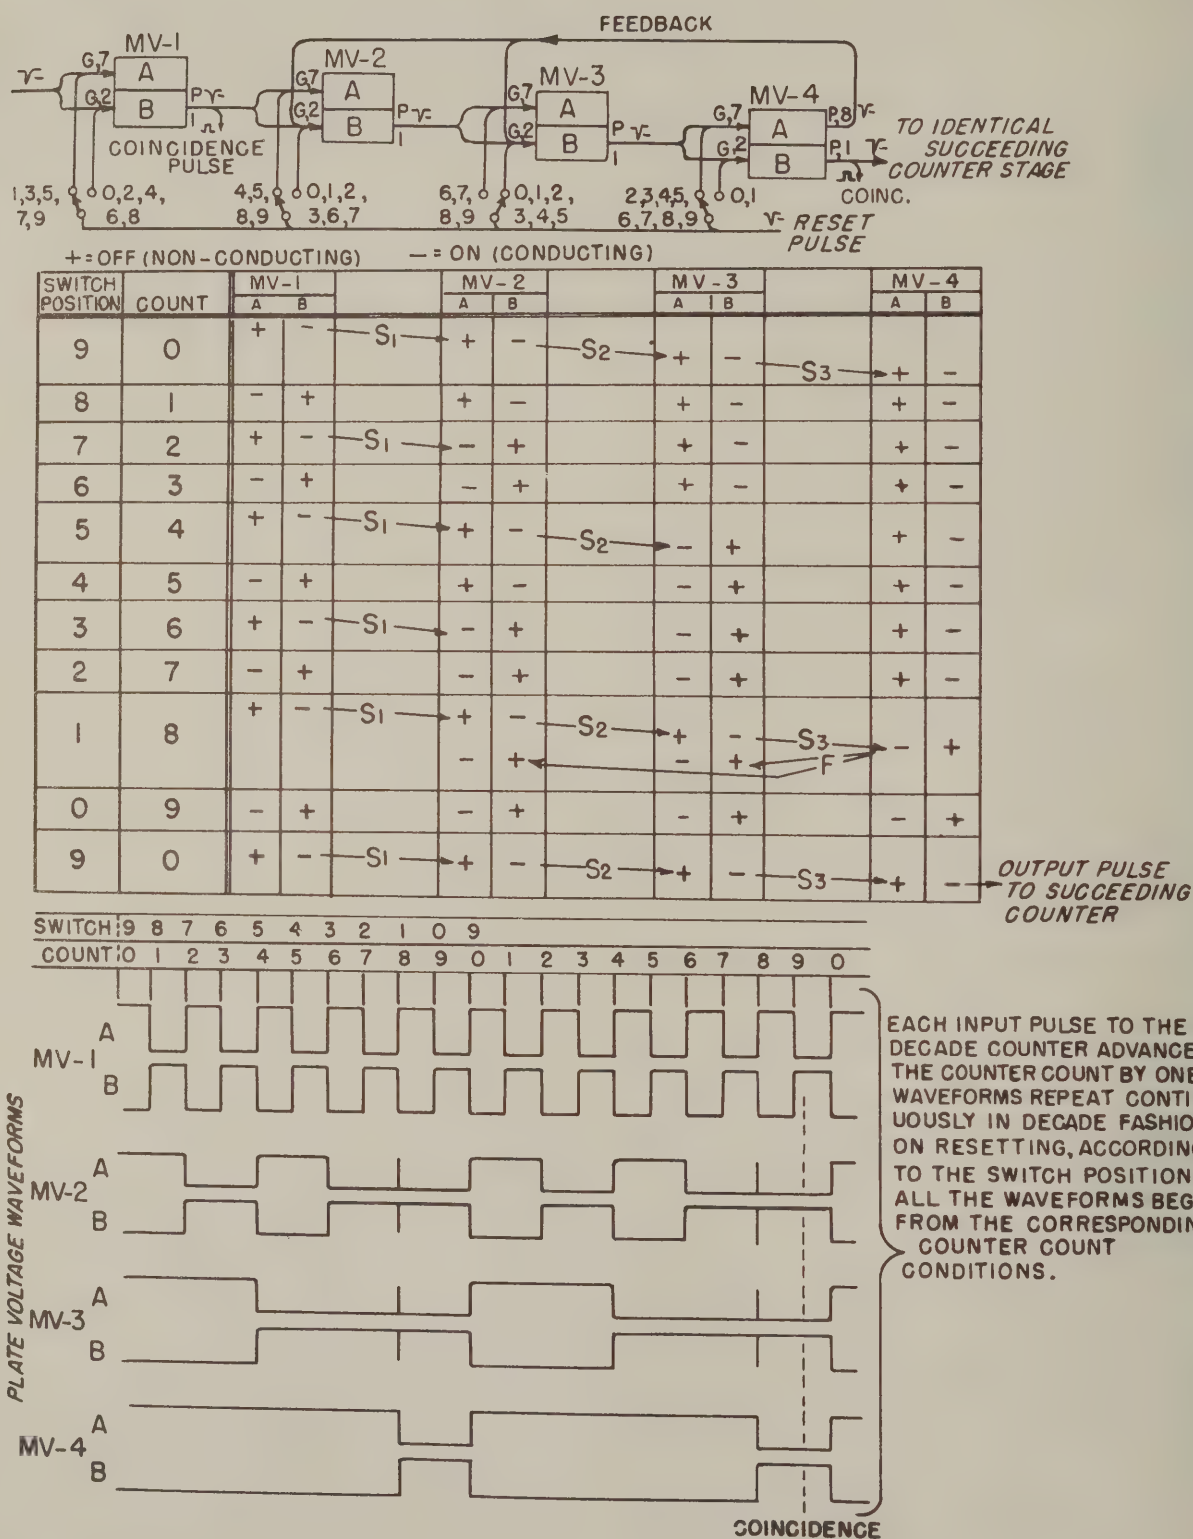 FEEDBACK
MV-1
MV-2
MV-3
MV-4
G,7
A
G,2
B
P
1
COINCIDENCE
PULSE
G,7
A
G,2
B
P
1
G,7
A
G,2
B
P
1
G,7
A
G,2
B
P,8
P,1
COINC.
TO IDENTICAL
SUCCEEDING
COUNTER STAGE
1,3,5,
7,9
0,2,4,
6,8
4,5,
8,9
0,1,2,
3,6,7
6,7,
8,9
0,1,2,
3,4,5
2,3,4,5,
6,7,8,9
0,1
RESET
PULSE
+ = OFF (NON-CONDUCTING) — = ON (CONDUCTING)
SWITCH POSITION COUNT MV-1 MV-2 MV-3 MV-4
A B A B A B A B
9 0 + - S1 + - S2 + - S3 + -
8 1 - + + - + - + -
7 2 + - S1 - + + - + -
6 3 - + - + + - + -
5 4 + - S1 + - S2 - + + -
4 5 - + + - - + + -
3 6 + - S1 - + - + + -
2 7 - + - + - + + -
1 8 + - S1 + - S2 + - S3 - +
- + - + F
0 9 - + - + - + - +
9 0 + - S1 + - S2 + - S3 + -
OUTPUT PULSE
TO SUCCEEDING
COUNTER
SWITCH 9 8 7 6 5 4 3 2 1 0 9
COUNT 0 1 2 3 4 5 6 7 8 9 0 1 2 3 4 5 6 7 8 9 0
PLATE VOLTAGE WAVEFORMS
A
MV-1
B
A
MV-2
B
A
MV-3
B
A
MV-4
B
EACH INPUT PULSE TO THE
DECADE COUNTER ADVANCE
THE COUNTER COUNT BY ONE
WAVEFORMS REPEAT CONTI
UOUSLY IN DECADE FASHIO
ON RESETTING, ACCORDING
TO THE SWITCH POSITION
ALL THE WAVEFORMS BEG
FROM THE CORRESPONDIN
COUNTER COUNT
CONDITIONS.
COINCIDENCE